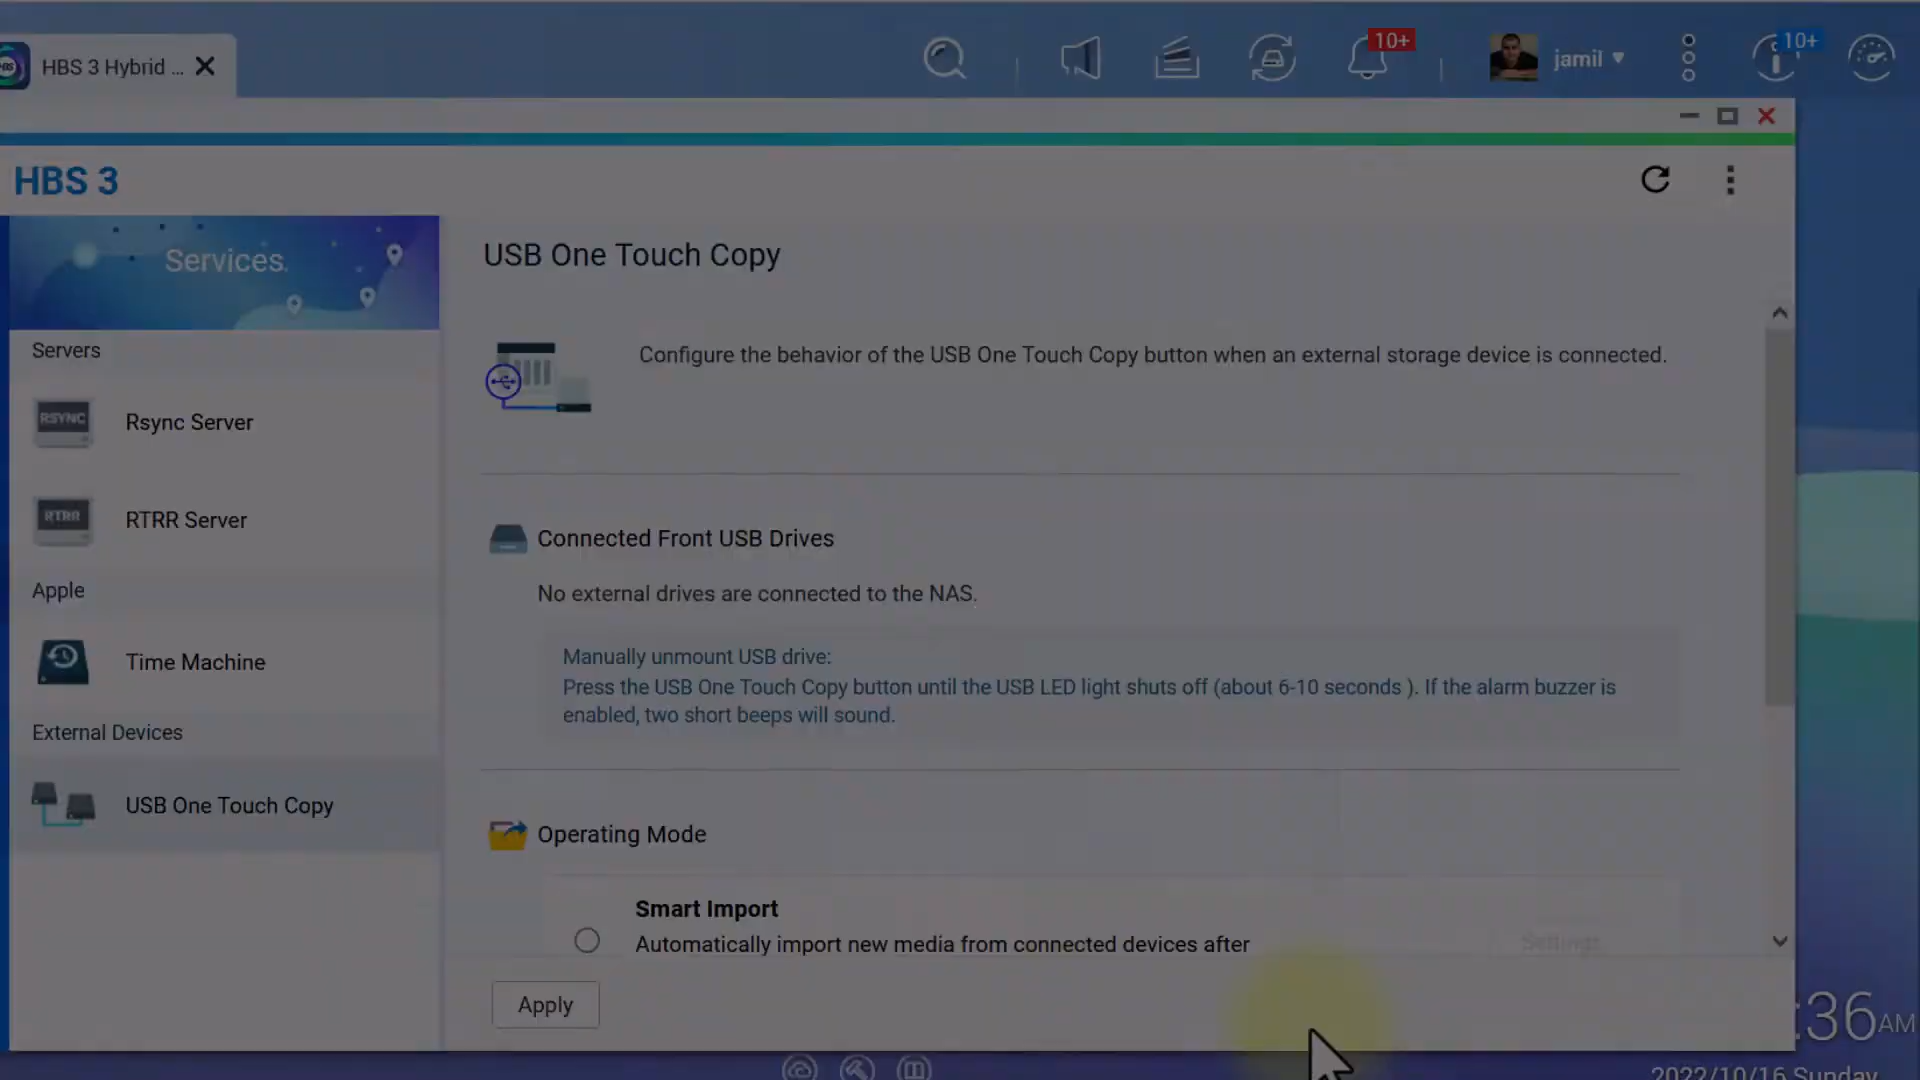 HBS 3 Hybrid ...
10+
jamil
10+
HBS 3
Services
USB One Touch Copy
Configure the behavior of the USB One Touch Copy button when an external storage device is connected.
Servers
RSYNC
Rsync Server
RTRR
RTRR Server
Apple
Time Machine
External Devices
USB One Touch Copy
Connected Front USB Drives
No external drives are connected to the NAS.
Manually unmount USB drive:
Press the USB One Touch Copy button until the USB LED light shuts off (about 6-10 seconds ). If the alarm buzzer is
enabled, two short beeps will sound.
Operating Mode
Smart Import
Automatically import new media from connected devices after
Settings
Apply
:36 AM
2022/10/16 Sunday